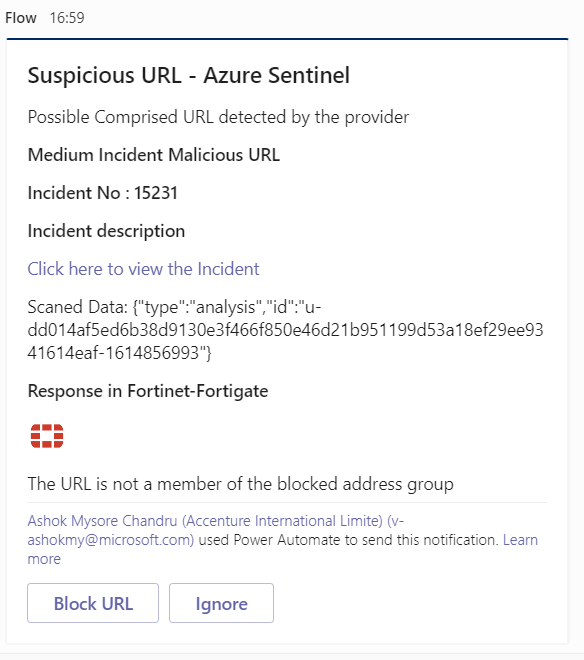 Flow 16:59
Suspicious URL - Azure Sentinel
Possible Comprised URL detected by the provider
Medium Incident Malicious URL
Incident No : 15231
Incident description
Click here to view the Incident
Scaned Data: {"type":"analysis","id":"u-
dd014af5ed6b38d9130e3f466f850e46d21b951199d53a18ef29ee93
41614eaf-1614856993"}
Response in Fortinet-Fortigate
The URL is not a member of the blocked address group
Ashok Mysore Chandru (Accenture International Limite) (v-
ashokmy@microsoft.com) used Power Automate to send this notification. Learn
more
Block URL Ignore